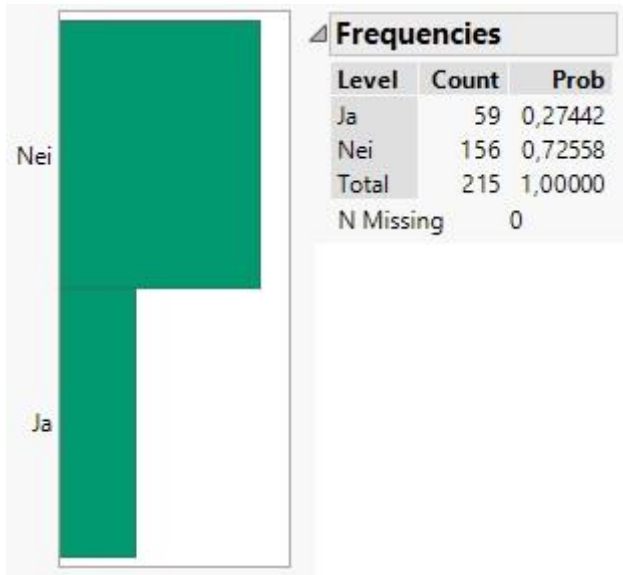 Nei
Ja
Frequencies
Level Count Prob
Ja 59 0,27442
Nei 156 0,72558
Total 215 1,00000
N Missing 0